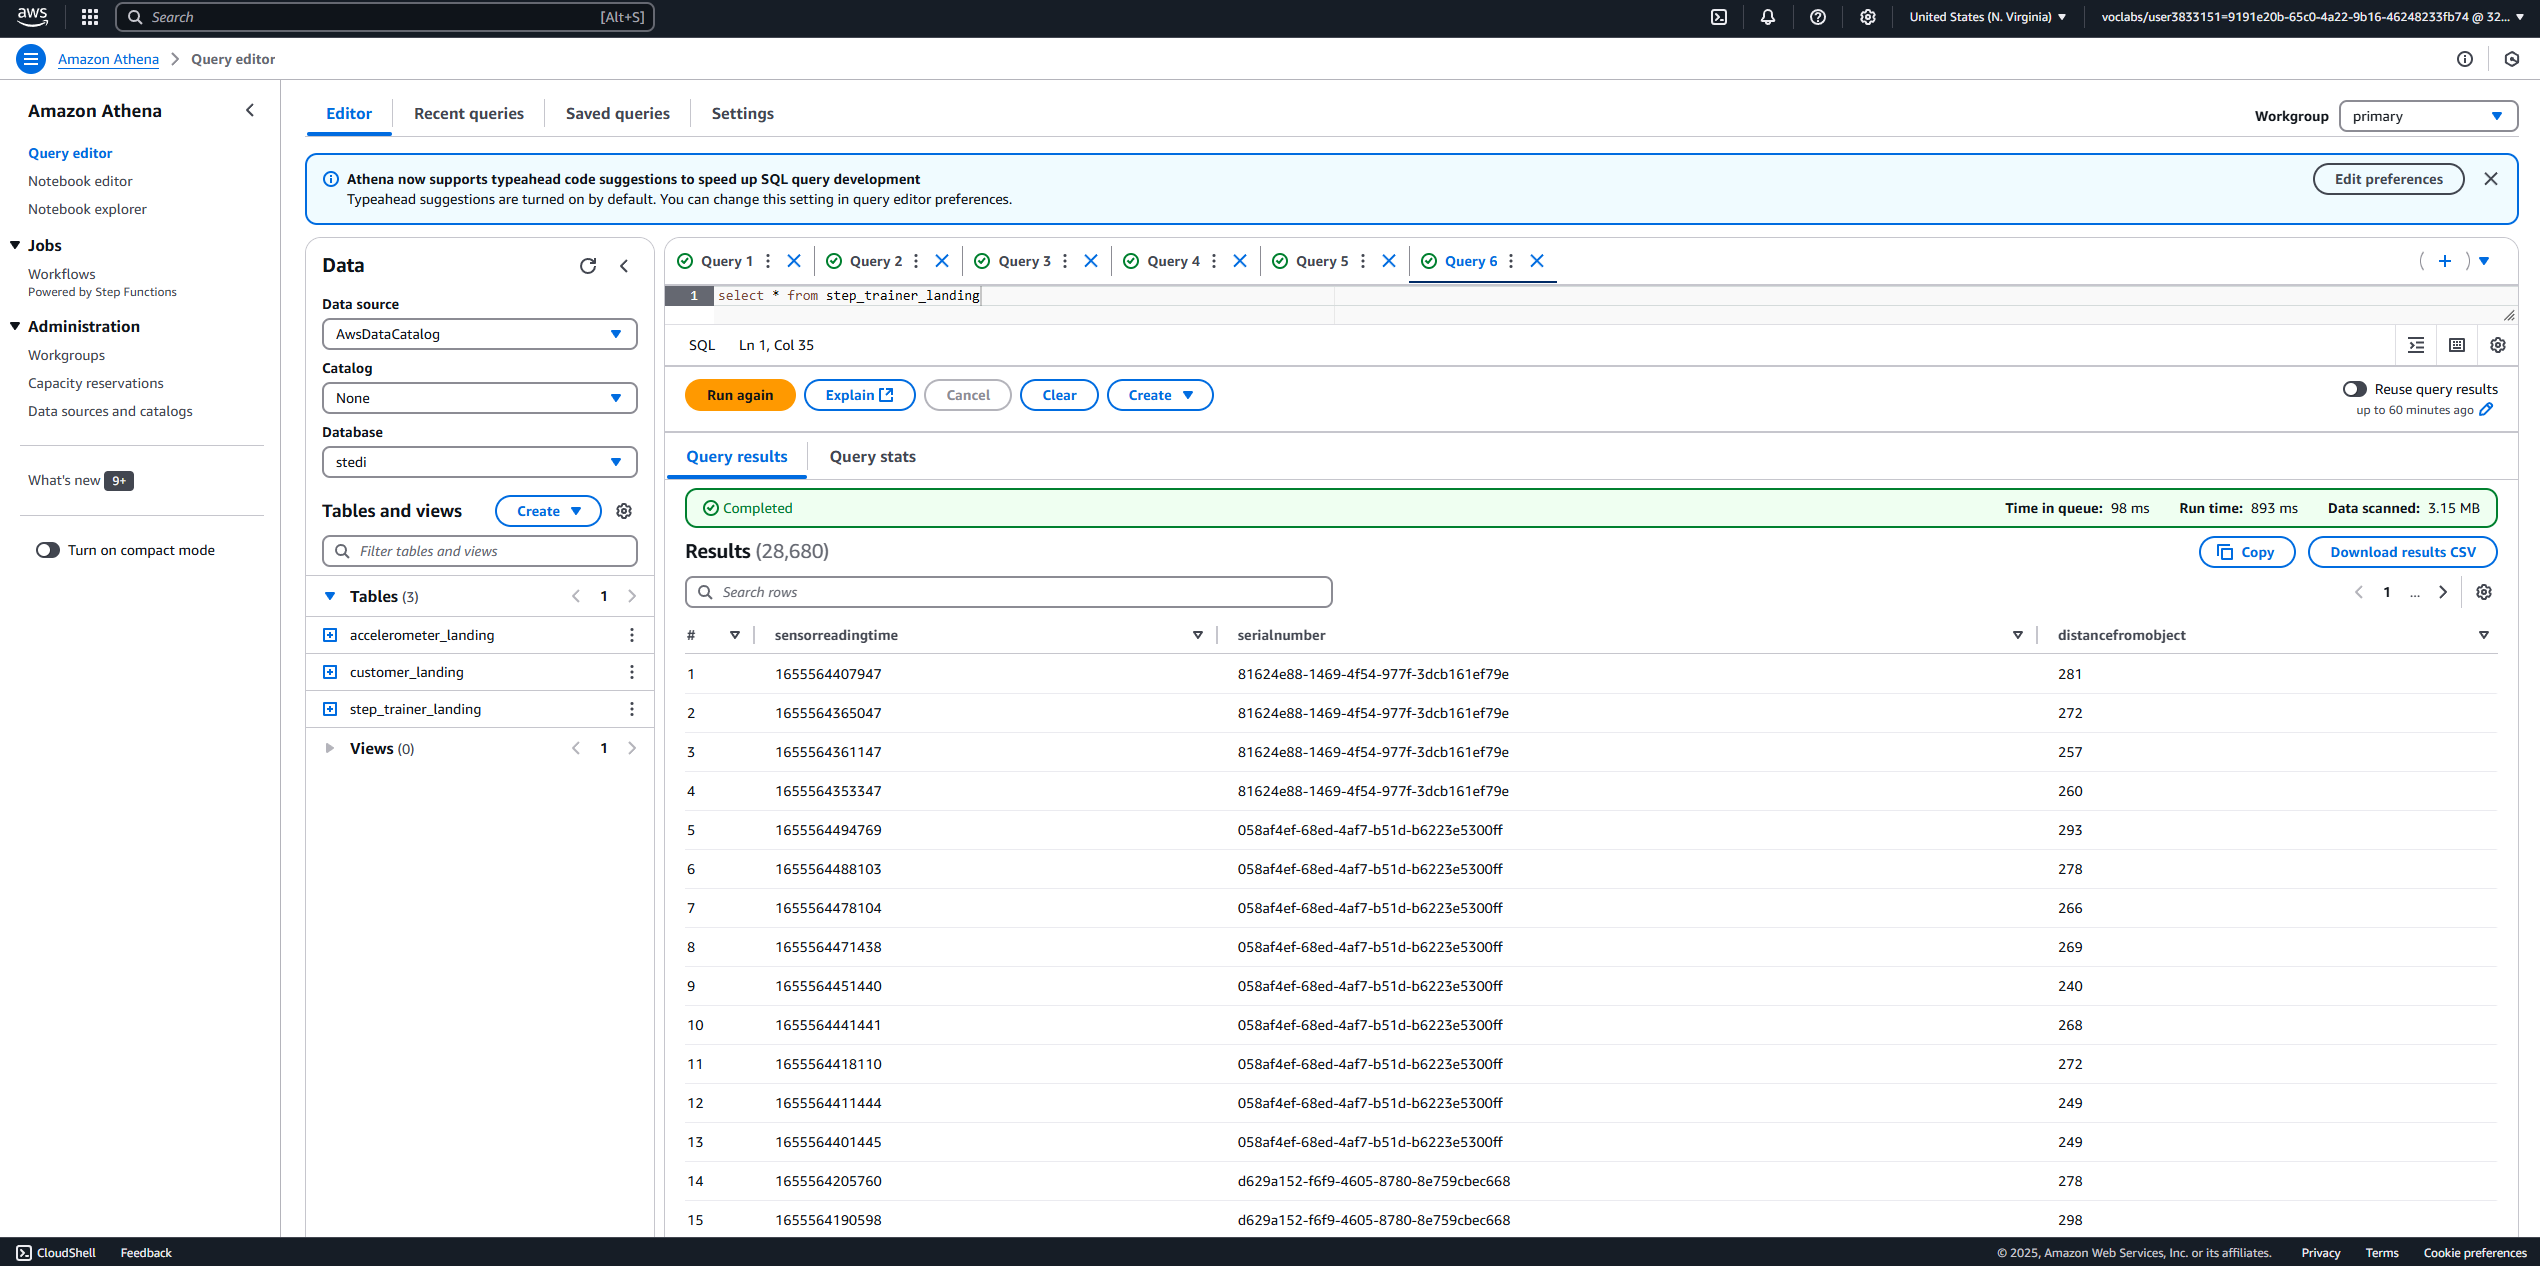 aws
Search [Alt+S]
United States (N. Virginia)
voclabs/user3833151=9191e20b-65c0-4a22-9b16-46248233fb74 @ 32...
Amazon Athena
Query editor
Amazon Athena
Query editor
Notebook editor
Notebook explorer
Jobs
Workflows
Powered by Step Functions
Administration
Workgroups
Capacity reservations
Data sources and catalogs
What's new 9+
Turn on compact mode
Editor
Recent queries
Saved queries
Settings
Workgroup
primary
Athena now supports typeahead code suggestions to speed up SQL query development
Typeahead suggestions are turned on by default. You can change this setting in query editor preferences.
Edit preferences
Data
Data source
AwsDataCatalog
Catalog
None
Database
stedi
Tables and views
Create
Filter tables and views
Tables (3)
1
accelerometer_landing
customer_landing
step_trainer_landing
Views (0)
1
Query 1
Query 2
Query 3
Query 4
Query 5
Query 6
1 select * from step_trainer_landing
SQL Ln 1, Col 35
Run again
Explain
Cancel
Clear
Create
Reuse query results
up to 60 minutes ago
Query results
Query stats
Completed
Time in queue: 98 ms
Run time: 893 ms
Data scanned: 3.15 MB
Results (28,680)
Copy
Download results CSV
Search rows
1 ...
# sensorreadingtime serialnumber distancefromobject
1 1655564407947 81624e88-1469-4f54-977f-3dcb161ef79e 281
2 1655564365047 81624e88-1469-4f54-977f-3dcb161ef79e 272
3 1655564361147 81624e88-1469-4f54-977f-3dcb161ef79e 257
4 1655564353347 81624e88-1469-4f54-977f-3dcb161ef79e 260
5 1655564494769 058af4ef-68ed-4af7-b51d-b6223e5300ff 293
6 1655564488103 058af4ef-68ed-4af7-b51d-b6223e5300ff 278
7 1655564478104 058af4ef-68ed-4af7-b51d-b6223e5300ff 266
8 1655564471438 058af4ef-68ed-4af7-b51d-b6223e5300ff 269
9 1655564451440 058af4ef-68ed-4af7-b51d-b6223e5300ff 240
10 1655564441441 058af4ef-68ed-4af7-b51d-b6223e5300ff 268
11 1655564418110 058af4ef-68ed-4af7-b51d-b6223e5300ff 272
12 1655564411444 058af4ef-68ed-4af7-b51d-b6223e5300ff 249
13 1655564401445 058af4ef-68ed-4af7-b51d-b6223e5300ff 249
14 1655564205760 d629a152-f6f9-4605-8780-8e759cbec668 278
15 1655564190598 d629a152-f6f9-4605-8780-8e759cbec668 298
CloudShell
Feedback
© 2025, Amazon Web Services, Inc. or its affiliates.
Privacy
Terms
Cookie preferences